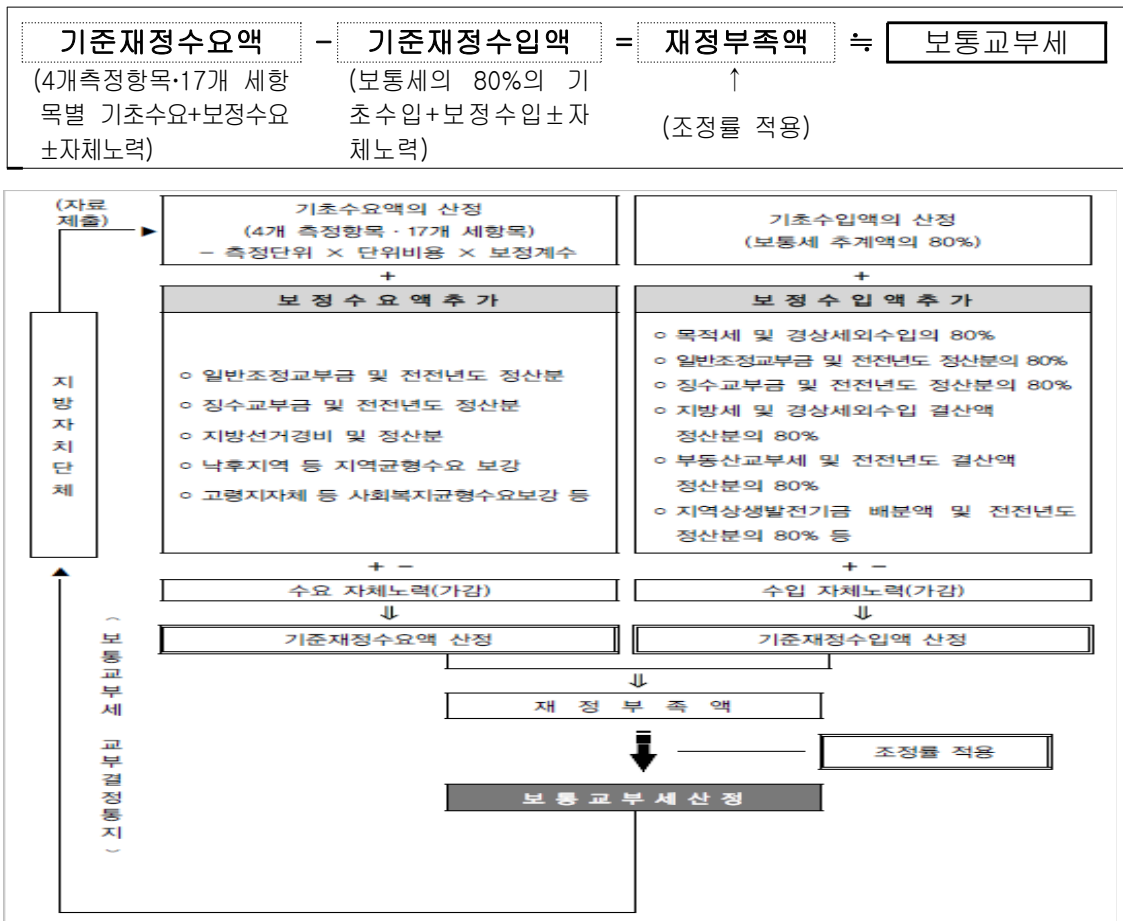 기준재정수요액 − 기준재정수입액 = 재정부족액 ≒ 보통교부세
(4개측정항목·17개 세항
목별 기초수요+보정수요
±자체노력)
(보통세의 80%의 기
초수입+보정수입±자
체노력)
↑
(조정률 적용)
(자료
제출)
기초수요액의 산정
(4개 측정항목 · 17개 세항목)
− 측정단위 × 단위비용 × 보정계수
기초수입액의 산정
(보통세 추계액의 80%)
+
+
보 정 수 요 액 추 가
보 정 수 입 액 추 가
지방자치단체
○ 일반조정교부금 및 전전년도 정산분
○ 징수교부금 및 전전년도 정산분
○ 지방선거경비 및 정산분
○ 낙후지역 등 지역균형수요 보강
○ 고령지자체 등 사회복지균형수요보강 등
○ 목적세 및 경상세외수입의 80%
○ 일반조정교부금 및 전전년도 정산분의 80%
○ 징수교부금 및 전전년도 정산분의 80%
○ 지방세 및 경상세외수입 결산액
정산분의 80%
○ 부동산교부세 및 전전년도 결산액
정산분의 80%
○ 지역상생발전기금 배분액 및 전전년도
정산분의 80% 등
+ −
+ −
수요 자체노력(가감)
수입 자체노력(가감)
⇓
⇓
기준재정수요액 산정
기준재정수입액 산정
⇓
재 정 부 족 액
조정률 적용
보 통 교 부 세 산 정
(보통교부세 교부결정통지)